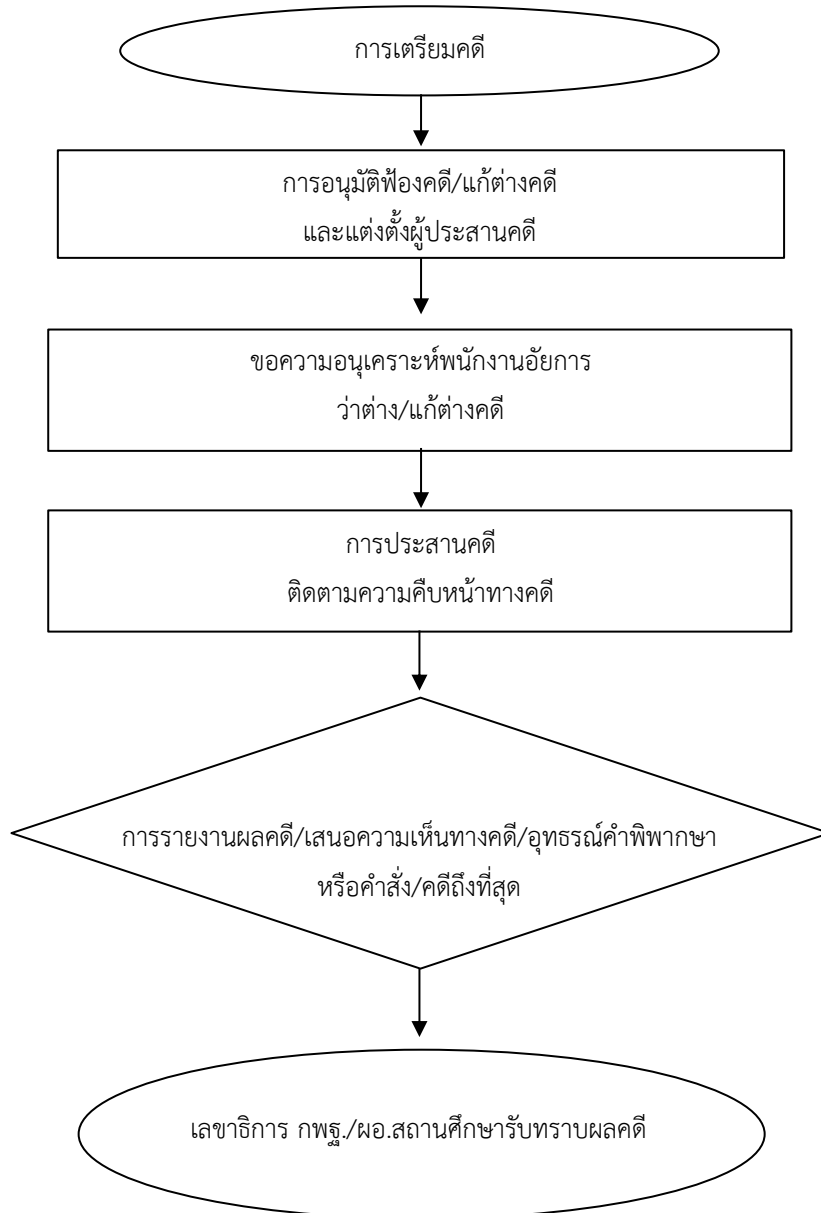 การเตรียมคดี
การอนุมัติฟ้องคดี/แก้ต่างคดี
และแต่งตั้งผู้ประสานคดี
ขอความอนุเคราะห์พนักงานอัยการ
ว่าต่าง/แก้ต่างคดี
การประสานคดี
ติดตามความคืบหน้าทางคดี
การรายงานผลคดี/เสนอความเห็นทางคดี/อุทธรณ์คำพิพากษา
หรือคำสั่ง/คดีถึงที่สุด
เลขาธิการ กพฐ./ผอ.สถานศึกษารับทราบผลคดี